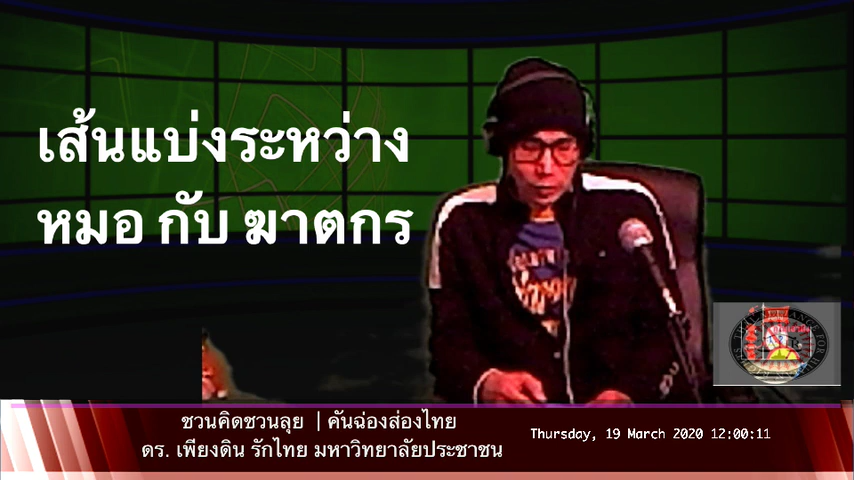 เส้นแบ่งระหว่าง
หมอ กับ ฆาตกร
ชวนคิดชวนลุย | คันฉ่องส่องไทย
ดร. เพียงดิน รักไทย มหาวิทยาลัยประชาชน
Thursday, 19 March 2020 12:00:11